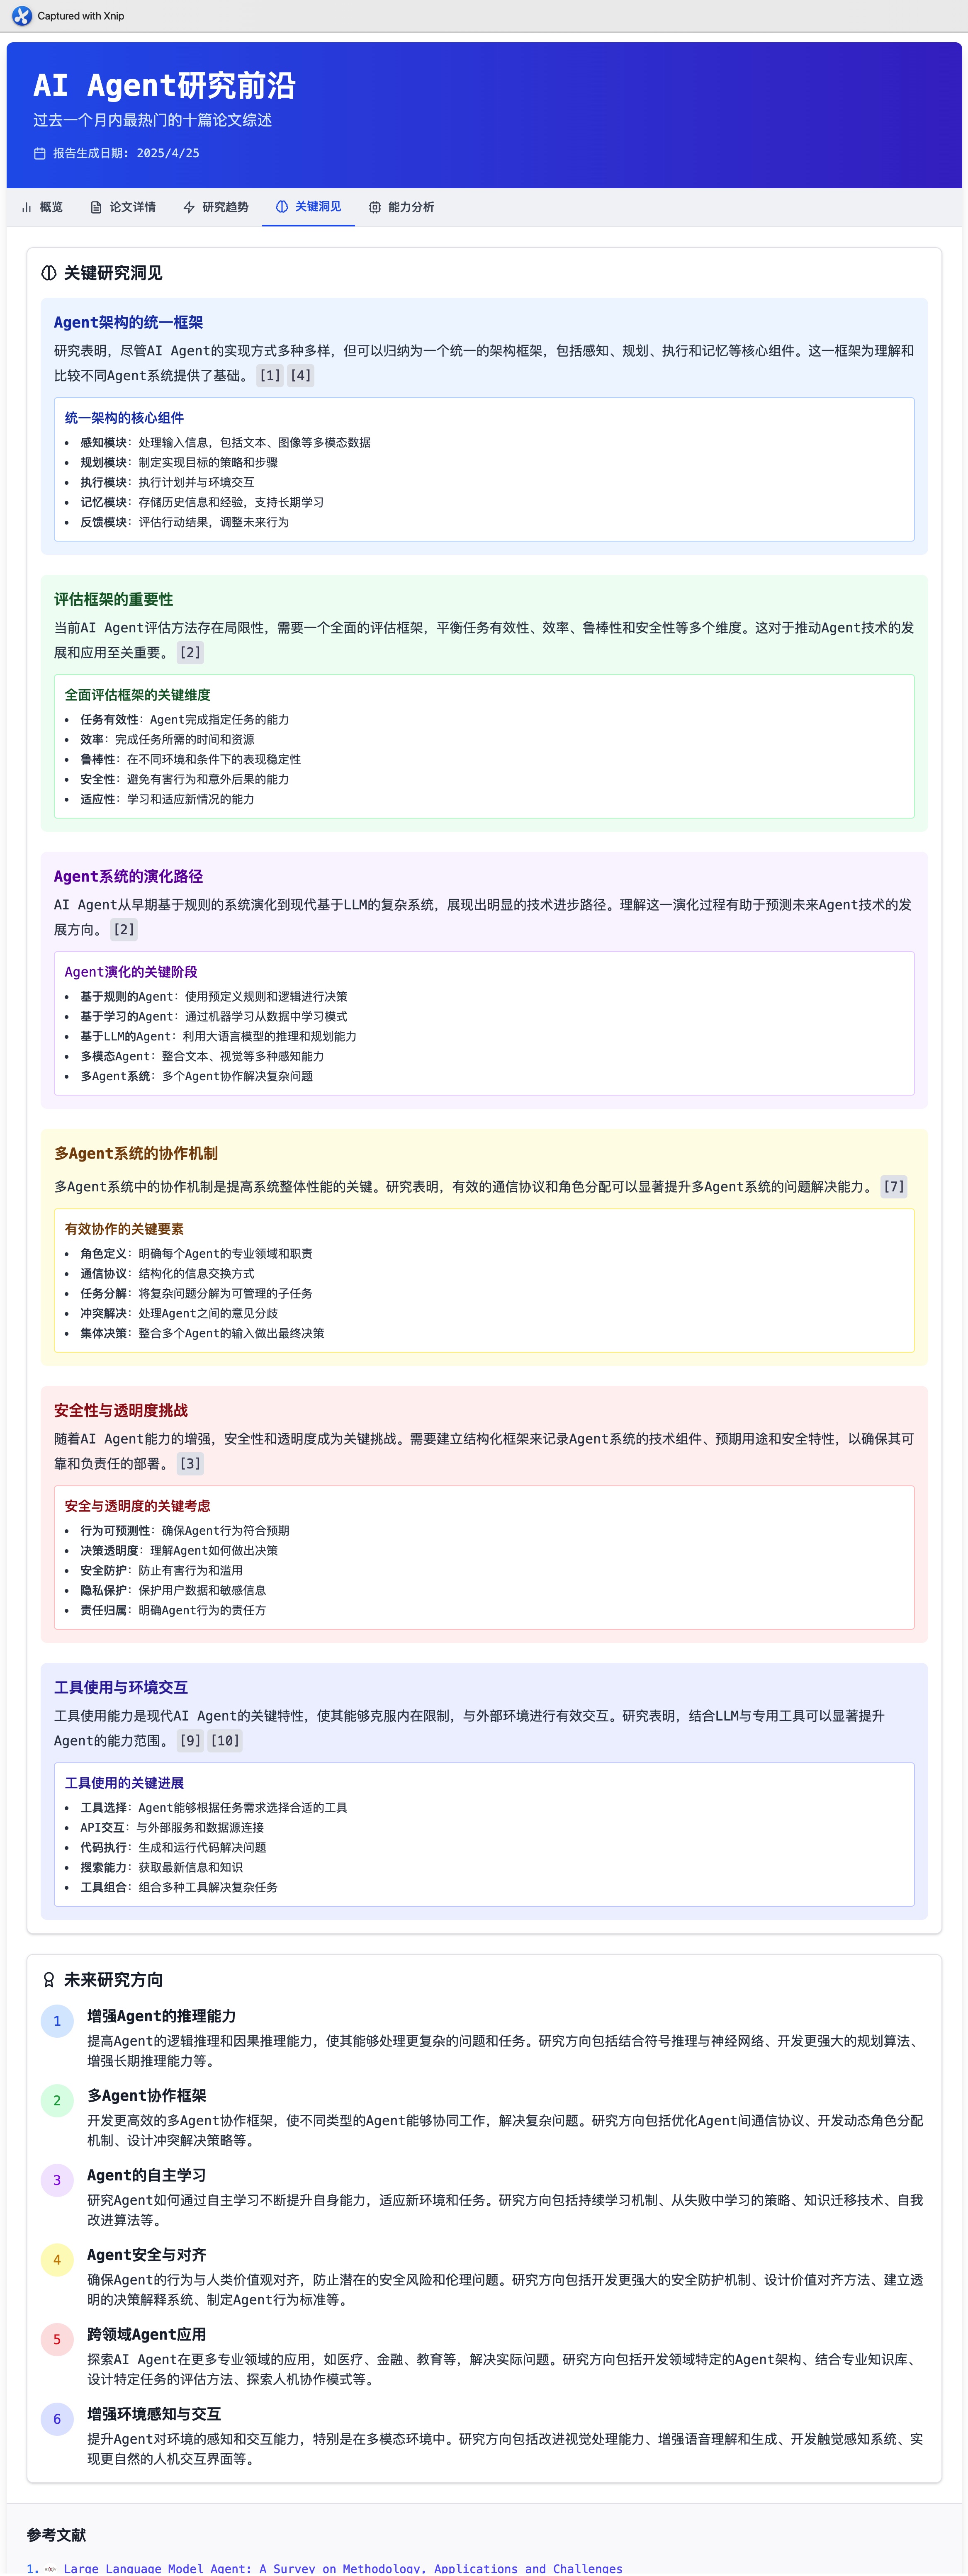 Captured with Xnip
AI Agent研究前沿
过去一个月内最热门的十篇论文综述
报告生成日期: 2025/4/25
概览 论文详情 研究趋势 关键洞见 能力分析
关键研究洞见
Agent架构的统一框架
研究表明，尽管AI Agent的实现方式多种多样，但可以归纳为一个统一的架构框架，包括感知、规划、执行和记忆等核心组件。这一框架为理解和
比较不同Agent系统提供了基础。 [1] [4]
统一架构的核心组件
• 感知模块：处理输入信息，包括文本、图像等多模态数据
• 规划模块：制定实现目标的策略和步骤
• 执行模块：执行计划并与环境交互
• 记忆模块：存储历史信息和经验，支持长期学习
• 反馈模块：评估行动结果，调整未来行为
评估框架的重要性
当前AI Agent评估方法存在局限性，需要一个全面的评估框架，平衡任务有效性、效率、鲁棒性和安全性等多个维度。这对于推动Agent技术的发
展和应用至关重要。 [2]
全面评估框架的关键维度
• 任务有效性：Agent完成指定任务的能力
• 效率：完成任务所需的时间和资源
• 鲁棒性：在不同环境和条件下的表现稳定性
• 安全性：避免有害行为和意外后果的能力
• 适应性：学习和适应新情况的能力
Agent系统的演化路径
AI Agent从早期基于规则的系统演化到现代基于LLM的复杂系统，展现出明显的技术进步路径。理解这一演化过程有助于预测未来Agent技术的发
展方向。 [2]
Agent演化的关键阶段
• 基于规则的Agent：使用预定义规则和逻辑进行决策
• 基于学习的Agent：通过机器学习从数据中学习模式
• 基于LLM的Agent：利用大语言模型的推理和规划能力
• 多模态Agent：整合文本、视觉等多种感知能力
• 多Agent系统：多个Agent协作解决复杂问题
多Agent系统的协作机制
多Agent系统中的协作机制是提高系统整体性能的关键。研究表明，有效的通信协议和角色分配可以显著提升多Agent系统的问题解决能力。 [7]
有效协作的关键要素
• 角色定义：明确每个Agent的专业领域和职责
• 通信协议：结构化的信息交换方式
• 任务分解：将复杂问题分解为可管理的子任务
• 冲突解决：处理Agent之间的意见分歧
• 集体决策：整合多个Agent的输入做出最终决策
安全性与透明度挑战
随着AI Agent能力的增强，安全性和透明度成为关键挑战。需要建立结构化框架来记录Agent系统的技术组件、预期用途和安全特性，以确保其可
靠和负责任的部署。 [3]
安全与透明度的关键考虑
• 行为可预测性：确保Agent行为符合预期
• 决策透明度：理解Agent如何做出决策
• 安全防护：防止有害行为和滥用
• 隐私保护：保护用户数据和敏感信息
• 责任归属：明确Agent行为的责任方
工具使用与环境交互
工具使用能力是现代AI Agent的关键特性，使其能够克服内在限制，与外部环境进行有效交互。研究表明，结合LLM与专用工具可以显著提升
Agent的能力范围。 [9] [10]
工具使用的关键进展
• 工具选择：Agent能够根据任务需求选择合适的工具
• API交互：与外部服务和数据源连接
• 代码执行：生成和运行代码解决问题
• 搜索能力：获取最新信息和知识
• 工具组合：组合多种工具解决复杂任务
未来研究方向
1 增强Agent的推理能力
提高Agent的逻辑推理和因果推理能力，使其能够处理更复杂的问题和任务。研究方向包括结合符号推理与神经网络、开发更强大的规划算法、
增强长期推理能力等。
2 多Agent协作框架
开发更高效的多Agent协作框架，使不同类型的Agent能够协同工作，解决复杂问题。研究方向包括优化Agent间通信协议、开发动态角色分配
机制、设计冲突解决策略等。
3 Agent的自主学习
研究Agent如何通过自主学习不断提升自身能力，适应新环境和任务。研究方向包括持续学习机制、从失败中学习的策略、知识迁移技术、自我
改进算法等。
4 Agent安全与对齐
确保Agent的行为与人类价值观对齐，防止潜在的安全风险和伦理问题。研究方向包括开发更强大的安全防护机制、设计价值对齐方法、建立透
明的决策解释系统、制定Agent行为标准等。
5 跨领域Agent应用
探索AI Agent在更多专业领域的应用，如医疗、金融、教育等，解决实际问题。研究方向包括开发领域特定的Agent架构、结合专业知识库、
设计特定任务的评估方法、探索人机协作模式等。
6 增强环境感知与交互
提升Agent对环境的感知和交互能力，特别是在多模态环境中。研究方向包括改进视觉处理能力、增强语音理解和生成、开发触觉感知系统、实
现更自然的人机交互界面等。
参考文献
1. Large Language Model Agent: A Survey on Methodology, Applications and Challenges